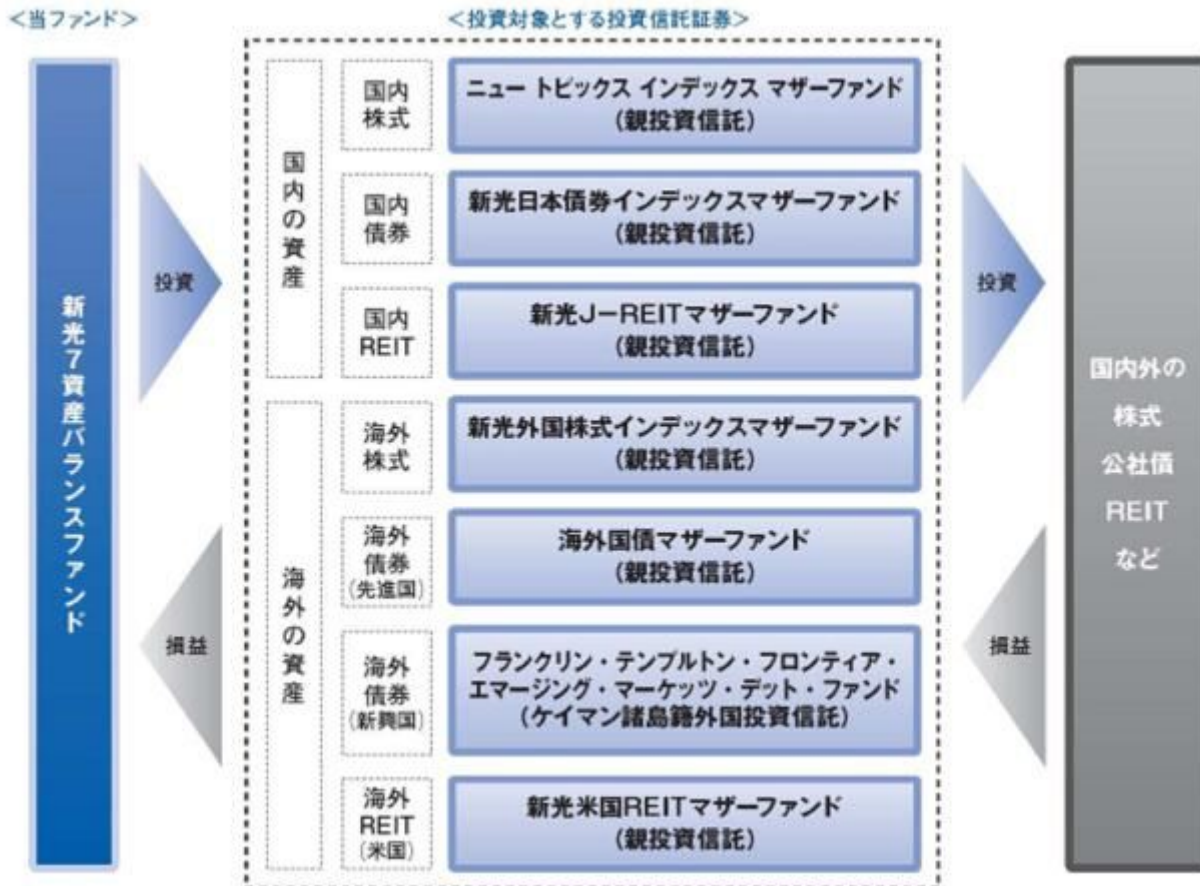 ＜当ファンド＞
＜投資対象とする投資信託証券＞
新光7資産バランスファンド
投資
損益
国内の資産
国内
株式
ニュー トピックス インデックス マザーファンド
(親投資信託)
国内
債券
新光日本債券インデックスマザーファンド
(親投資信託)
国内
REIT
新光J－REITマザーファンド
(親投資信託)
海外の資産
海外
株式
新光外国株式インデックスマザーファンド
(親投資信託)
海外
債券
(先進国)
海外国債マザーファンド
(親投資信託)
海外
債券
(新興国)
フランクリン・テンプルトン・フロンティア・
エマージング・マーケッツ・デット・ファンド
(ケイマン諸島籍外国投資信託)
海外
REIT
(米国)
新光米国REITマザーファンド
(親投資信託)
投資
損益
国内外の
株式
公社債
REIT
など